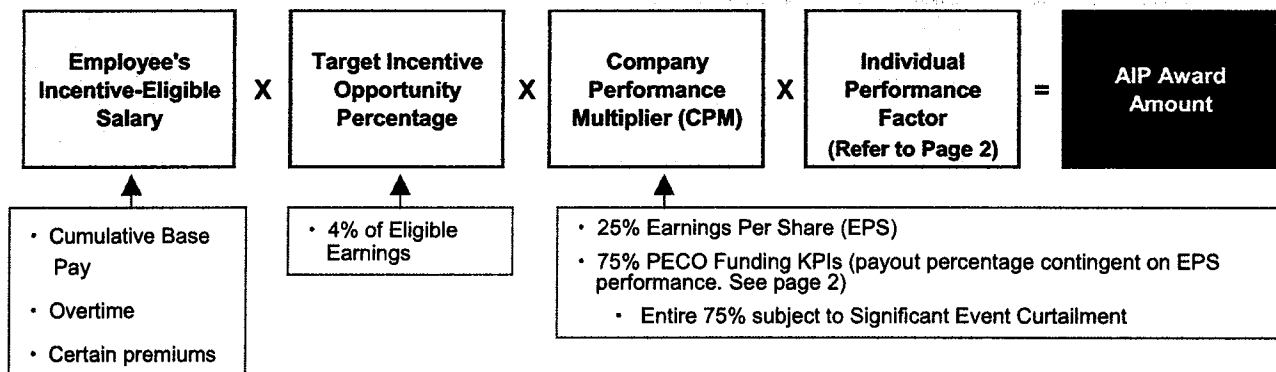 Employee's
Incentive-Eligible
Salary
X
Target Incentive
Opportunity
Percentage
X
Company
Performance
Multiplier (CPM)
X
Individual
Performance
Factor
(Refer to Page 2)
=
AIP Award
Amount
• Cumulative Base
Pay
• Overtime
• Certain premiums
• 4% of Eligible
Earnings
• 25% Earnings Per Share (EPS)
• 75% PECO Funding KPIs (payout percentage contingent on EPS
performance. See page 2)
• Entire 75% subject to Significant Event Curtailment